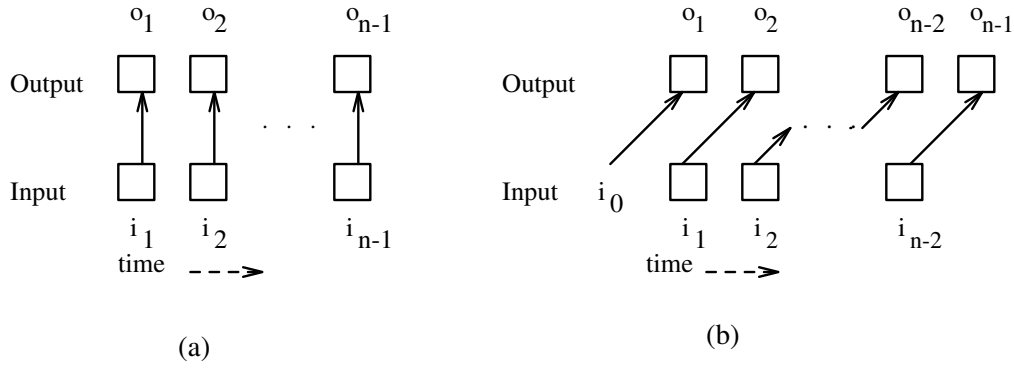 o1 o2 on-1
Output
. . .
Input
i1 i2 in-1
time
(a)
o1 o2 on-2 on-1
Output
. . .
Input i0
i1 i2 in-2
time
(b)